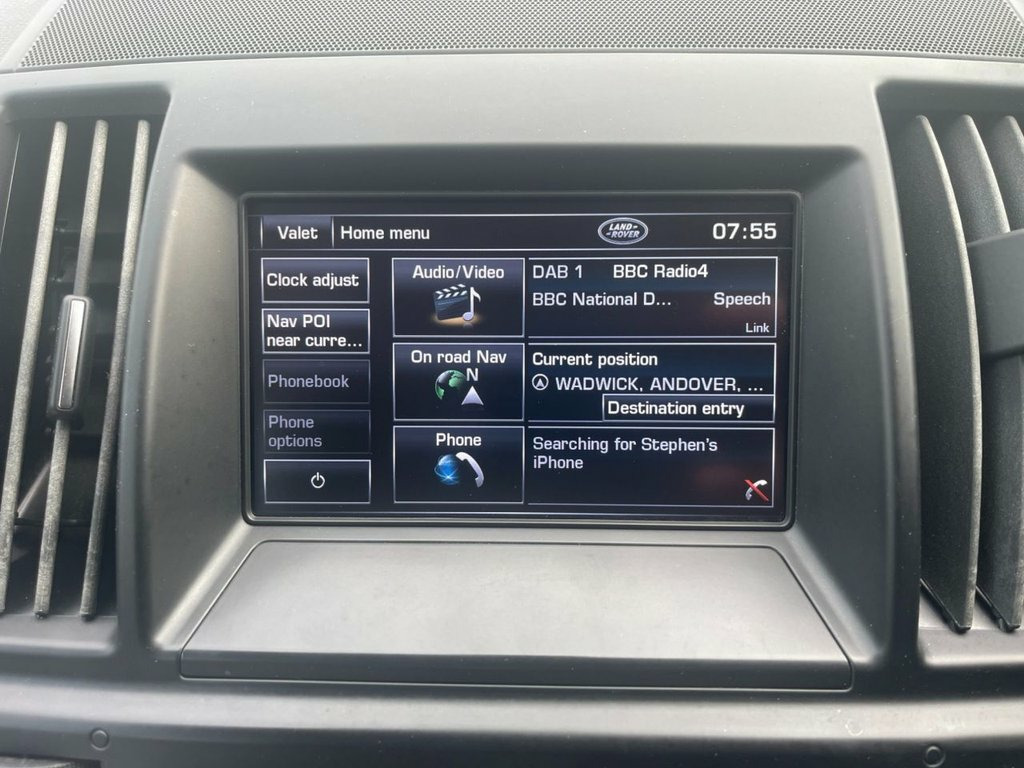 Valet
Home menu
LAND-
-ROVER
07:55
Clock adjust
Nav POI
near curre...
Phonebook
Phone
options
Audio/Video
DAB 1 BBC Radio4
BBC National D... Speech
Link
On road Nav
N
Current position
WADWICK, ANDOVER, ...
Destination entry
Phone
Searching for Stephen's
iPhone